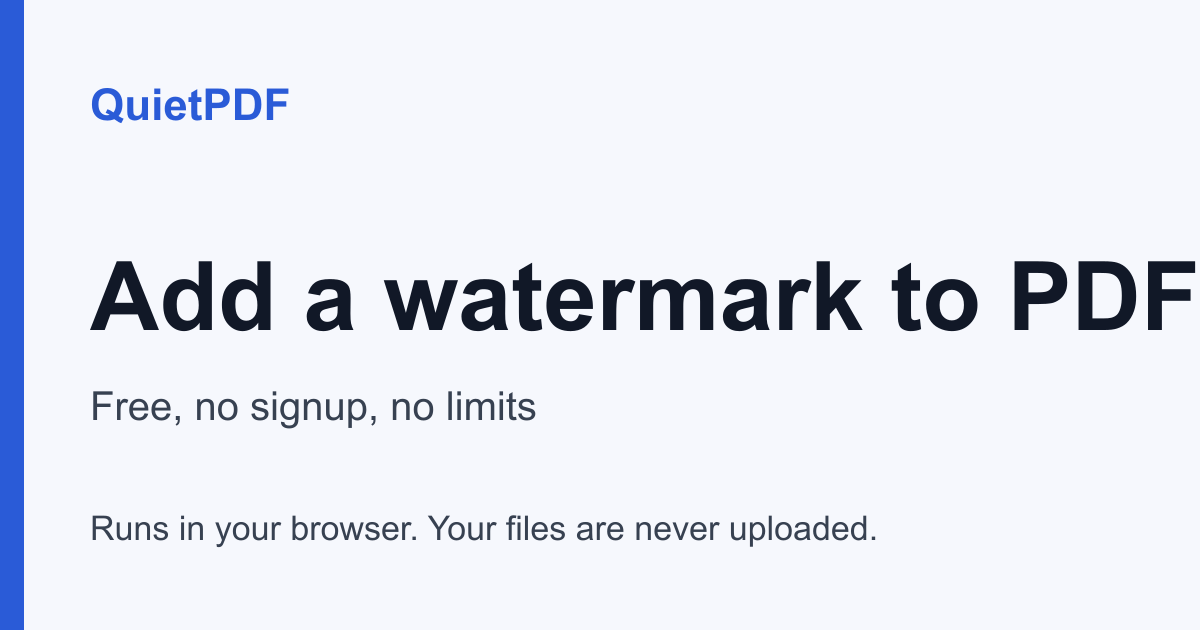 QuietPDF
Add a watermark to PDF
Free, no signup, no limits
Runs in your browser. Your files are never uploaded.